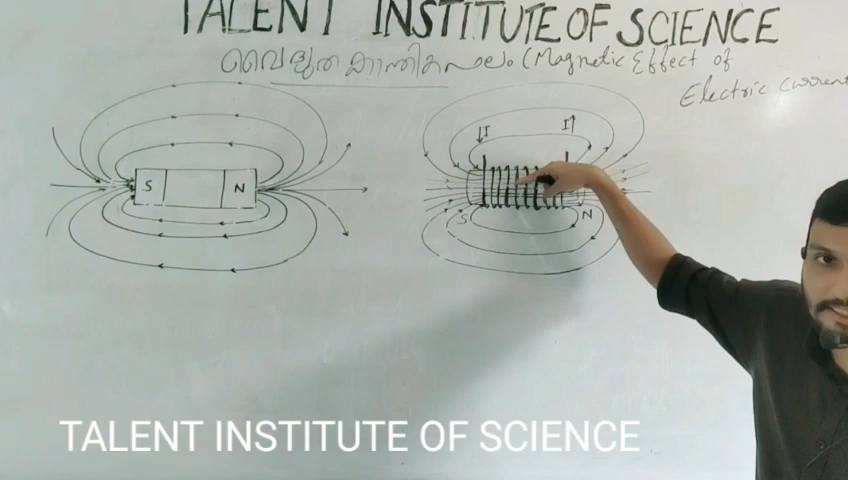 TALENT INSTITUTE OF SCIENCE
വൈദ്യുത കാന്തികഫലം (Magnetic Effect of
Electric Current
I I
S N
S N
TALENT INSTITUTE OF SCIENCE